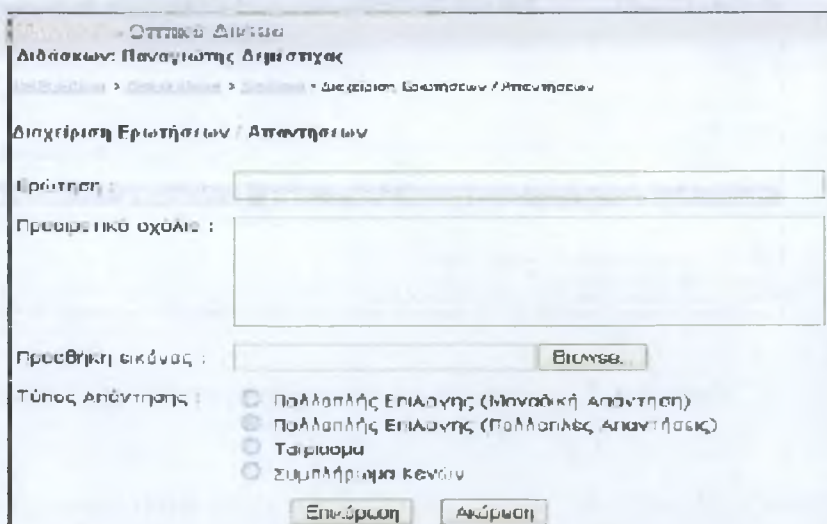 - Οπτικά Δίκτυα
Διδάσκων: Παναγιώτης Δεμέστιχας
> > > Διαχείριση Ερωτήσεων / Απαντήσεων
Διαχείριση Ερωτήσεων / Απαντήσεων
Ερώτηση :
Προαιρετικό σχόλιο :
Προσθήκη εικόνας : Browse...
Τύπος Απάντησης :
Πολλαπλής Επιλογής (Μοναδική Απάντηση)
Πολλαπλής Επιλογής (Πολλαπλές Απαντήσεις)
Ταίριασμα
Συμπλήρωμα Κενών
Επικύρωση Ακύρωση